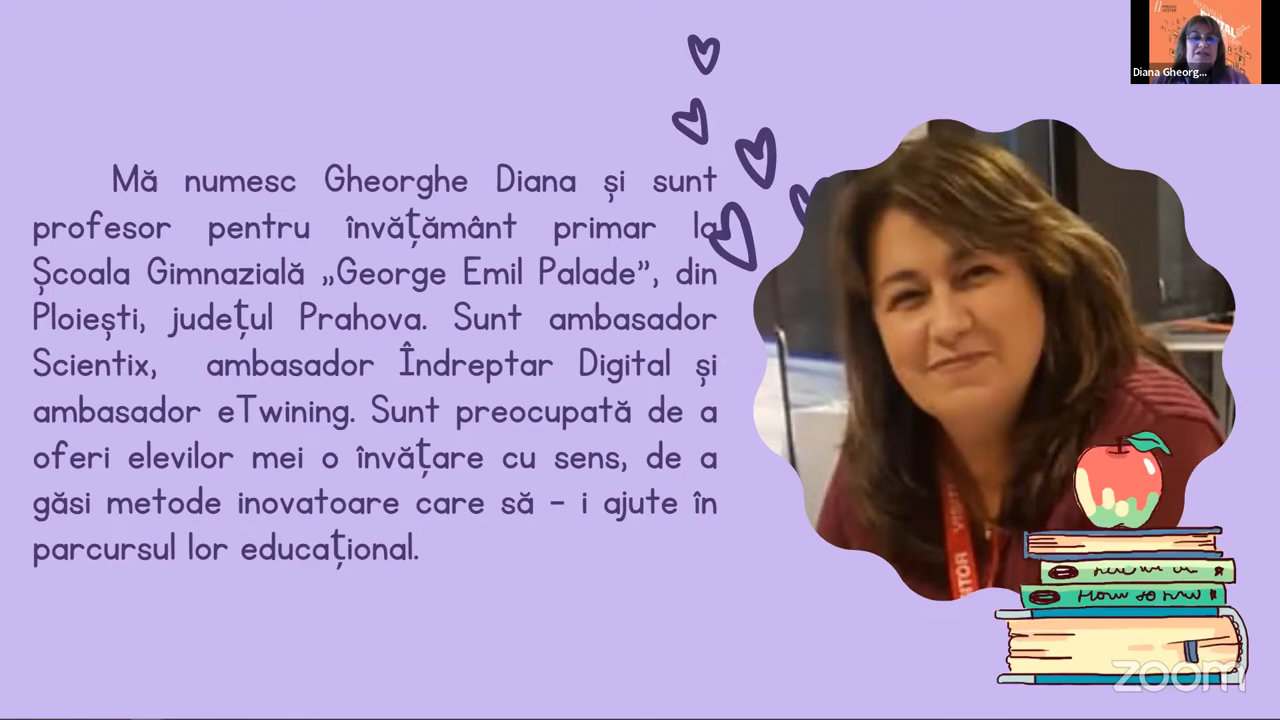 Diana Gheorg...
Mă numesc Gheorghe Diana și sunt
profesor pentru învățământ primar la
Școala Gimnazială „George Emil Palade”, din
Ploiești, județul Prahova. Sunt ambasador
Scientix, ambasador Îndreptar Digital și
ambasador eTwining. Sunt preocupată de a
oferi elevilor mei o învățare cu sens, de a
găsi metode inovatoare care să - i ajute în
parcursul lor educațional.
zoom